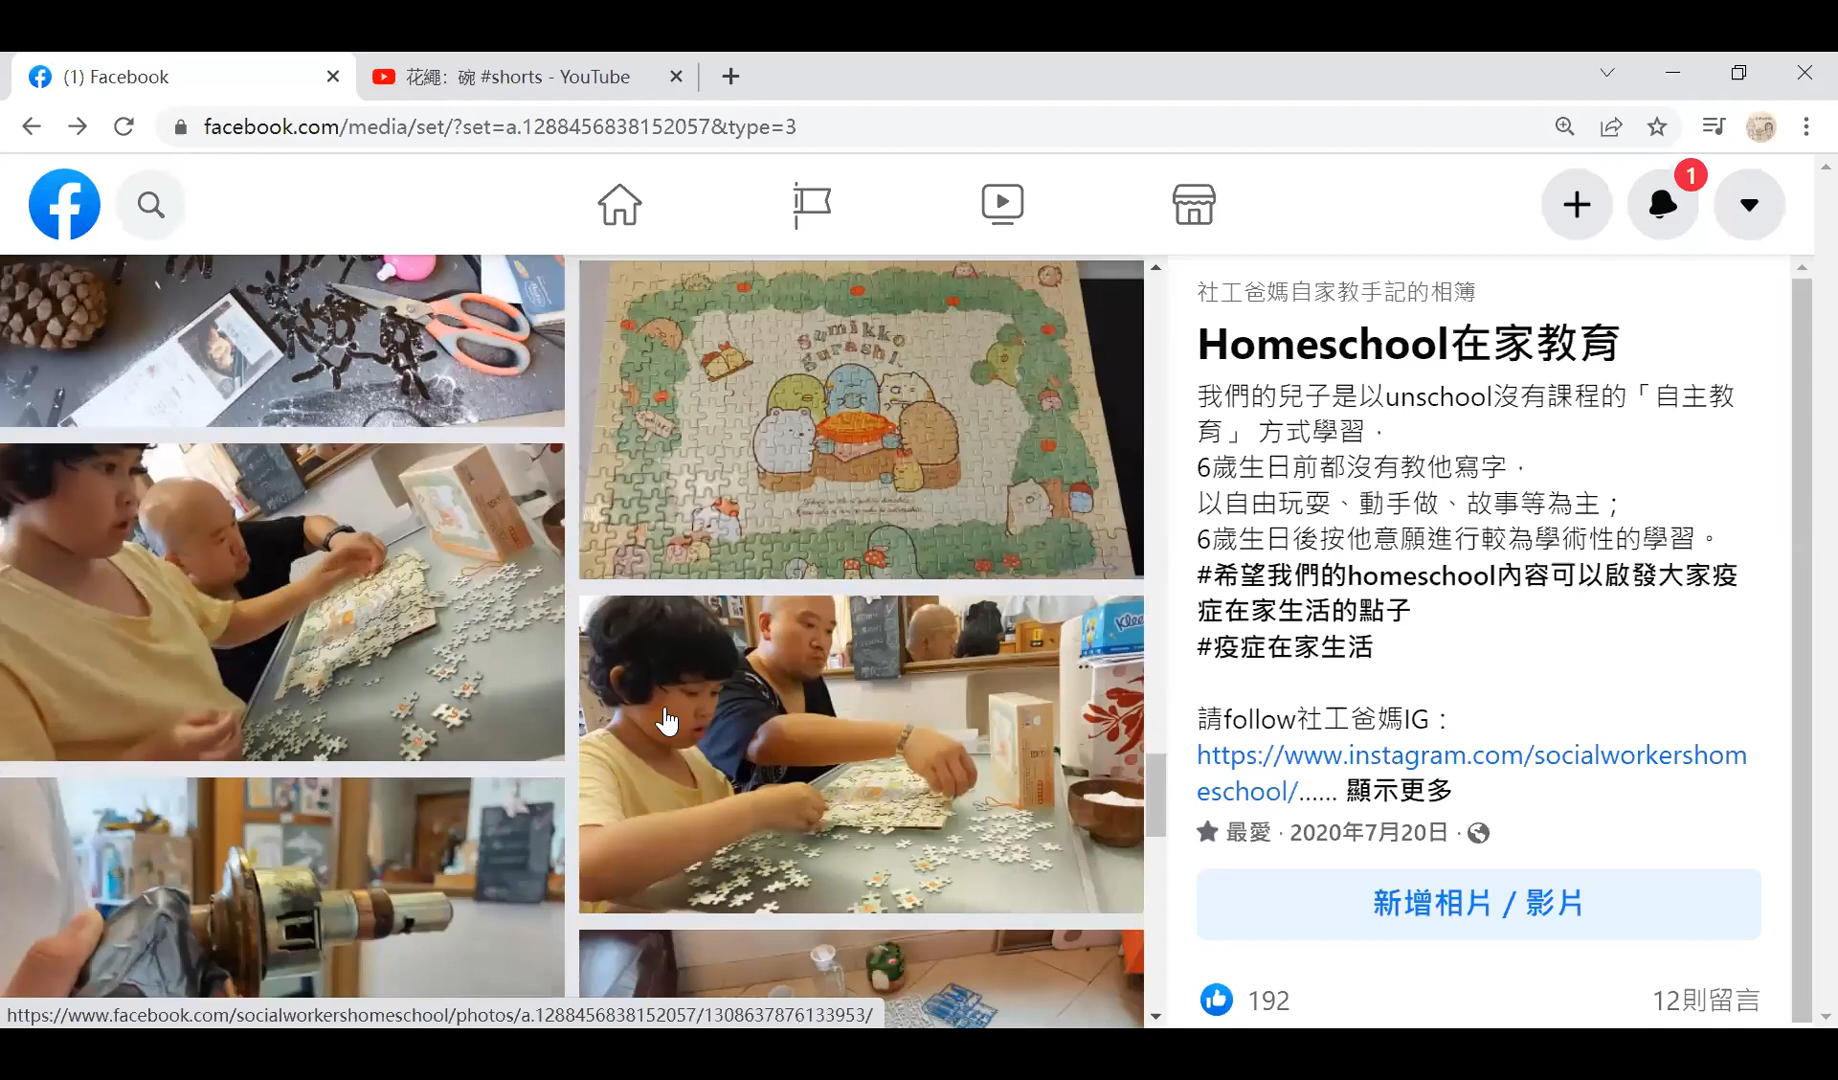 (1) Facebook
花繩：碗 #shorts - YouTube
facebook.com/media/set/?set=a.1288456838152057&type=3
1
Sumikko
Gurashi
社工爸媽自家教手記的相簿
Homeschool在家教育
我們的兒子是以unschool沒有課程的「自主教
育」 方式學習．
6歲生日前都沒有教他寫字．
以自由玩耍、動手做、故事等為主；
6歲生日後按他意願進行較為學術性的學習。
#希望我們的homeschool內容可以啟發大家疫
症在家生活的點子
#疫症在家生活
請follow社工爸媽IG：
https://www.instagram.com/socialworkershom
eschool/...... 顯示更多
最愛 · 2020年7月20日 ·
新增相片 / 影片
192
12則留言
https://www.facebook.com/socialworkershomeschool/photos/a.1288456838152057/1308637876133953/